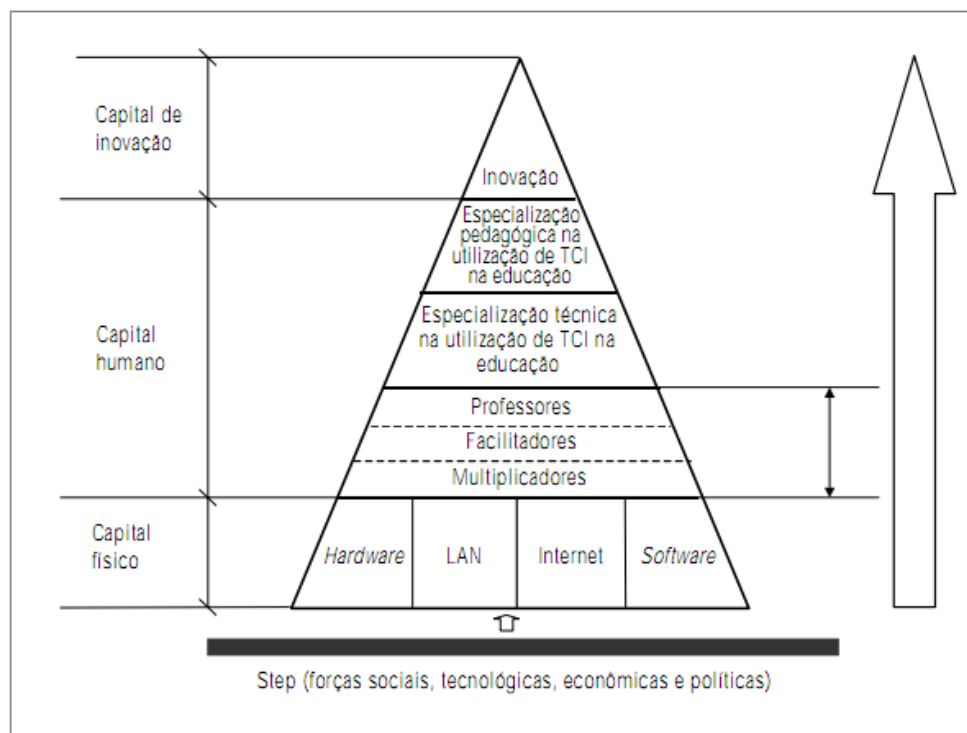 Capital de
inovação
Inovação
Especialização
pedagógica na
utilização de TCI
na educação
Capital
humano
Especialização técnica
na utilização de TCI na
educação
Professores
Facilitadores
Multiplicadores
Capital
físico
Hardware
LAN
Internet
Software
Step (forças sociais, tecnológicas, econômicas e políticas)